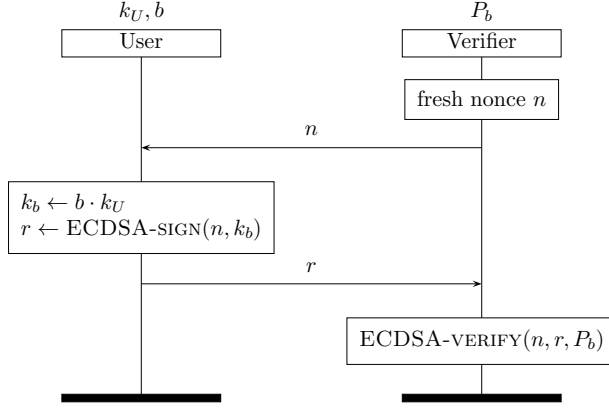 k_U, b
P_b
User
Verifier
fresh nonce n
n
k_b ← b · k_U
r ← ECDSA-SIGN(n, k_b)
r
ECDSA-VERIFY(n, r, P_b)